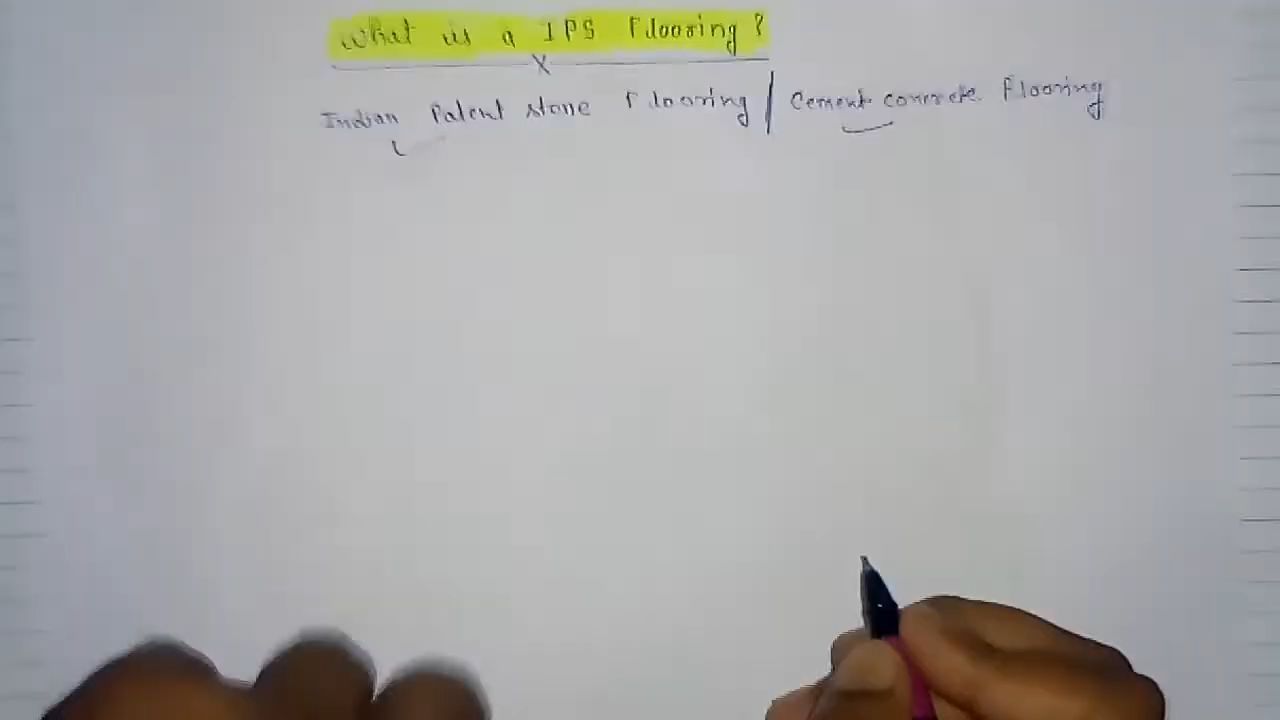 What is a IPS Flooring?
X
Indian Patent stone Flooring / Cement concrete Flooring